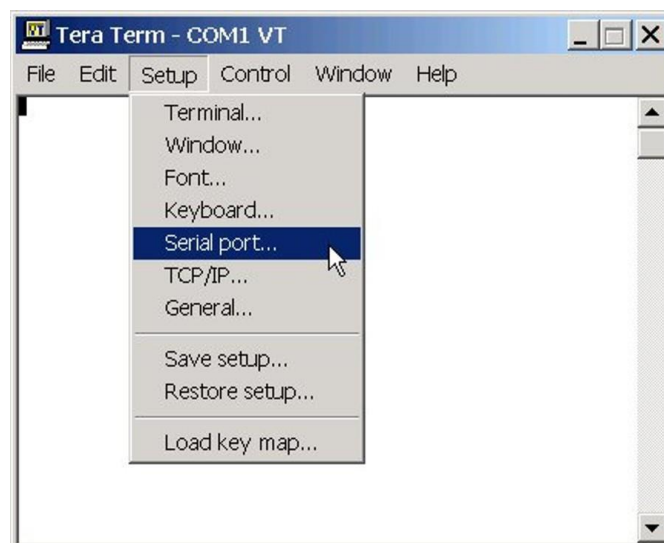 Tera Term - COM1 VT
File Edit Setup Control Window Help
Terminal...
Window...
Font...
Keyboard...
Serial port...
TCP/IP...
General...
Save setup...
Restore setup...
Load key map...